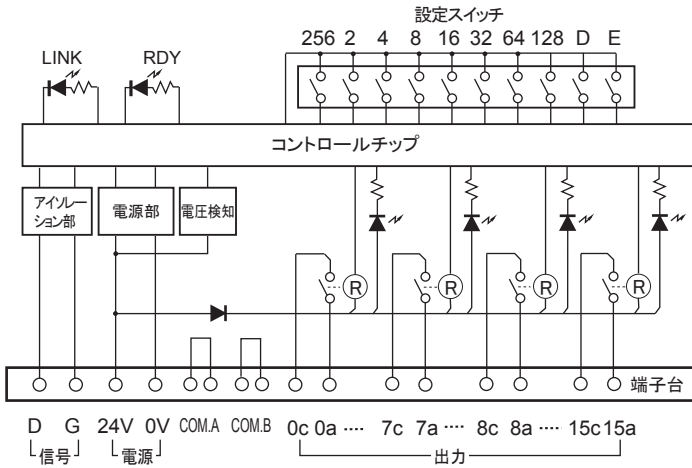 設定スイッチ
LINK RDY 256 2 4 8 16 32 64 128 D E
コントロールチップ
アイソレーション部
電源部
電圧検知
R R R R
端子台
D G 24V 0V COM.A COM.B 0c 0a ···· 7c 7a ···· 8c 8a ···· 15c 15a
信号 電源 出力